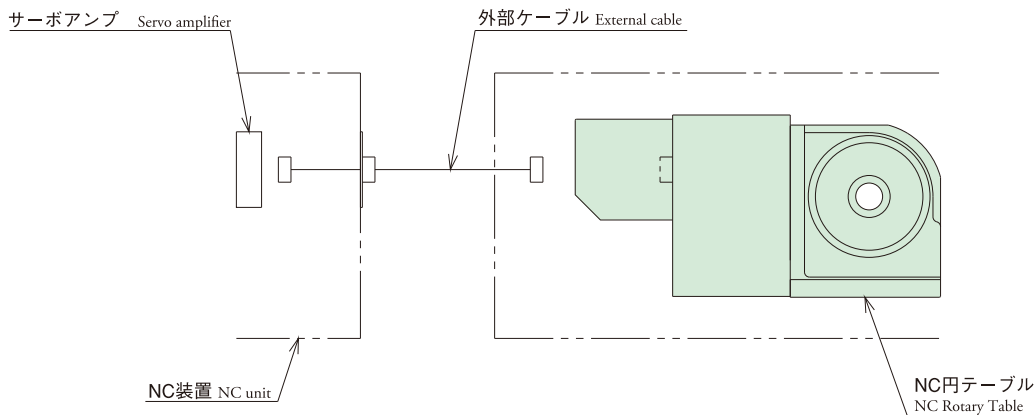 サーボアンプ Servo amplifier
外部ケーブル External cable
NC装置 NC unit
NC円テーブル
NC Rotary Table